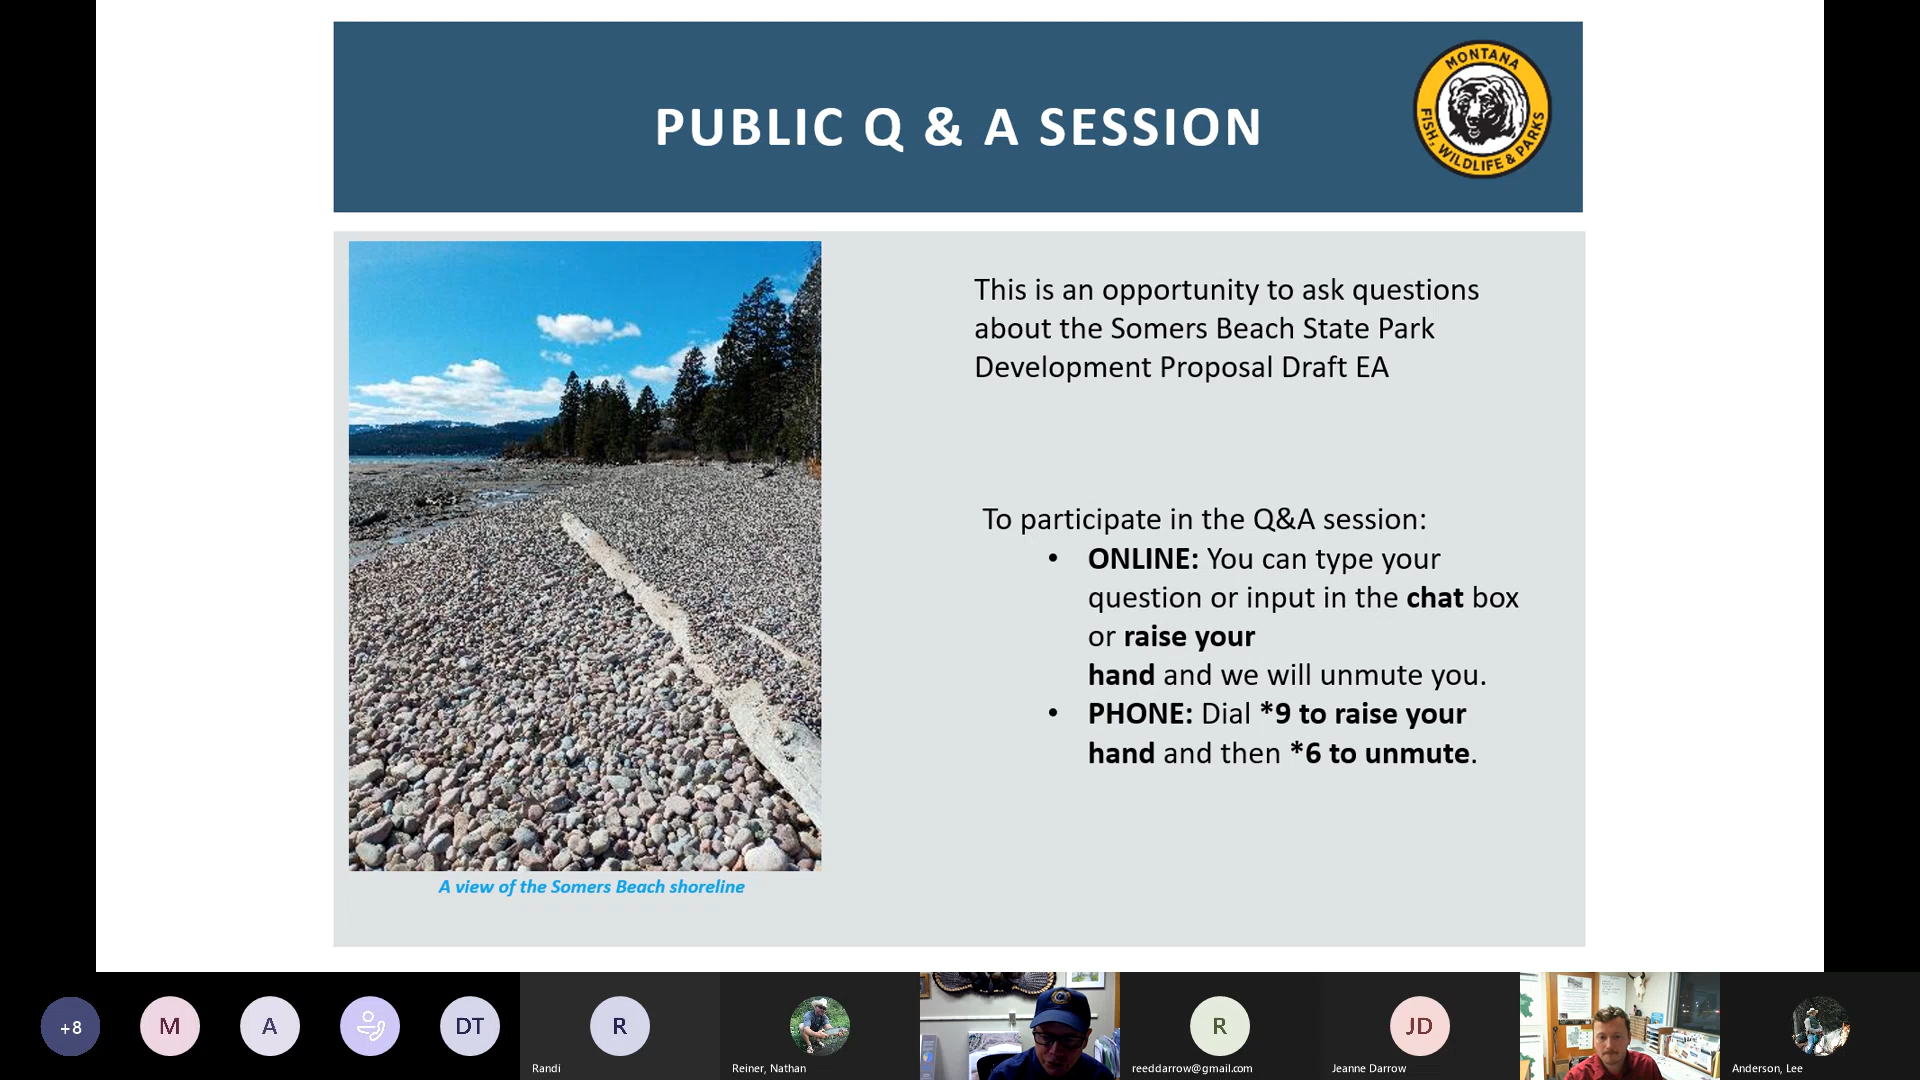 PUBLIC Q & A SESSION
MONTANA
FISH, WILDLIFE & PARKS
This is an opportunity to ask questions
about the Somers Beach State Park
Development Proposal Draft EA
To participate in the Q&A session:
• ONLINE: You can type your
question or input in the chat box
or raise your
hand and we will unmute you.
• PHONE: Dial *9 to raise your
hand and then *6 to unmute.
A view of the Somers Beach shoreline
+8
M
A
DT
R
Randi
Reiner, Nathan
R
reeddarrow@gmail.com
JD
Jeanne Darrow
Anderson, Lee